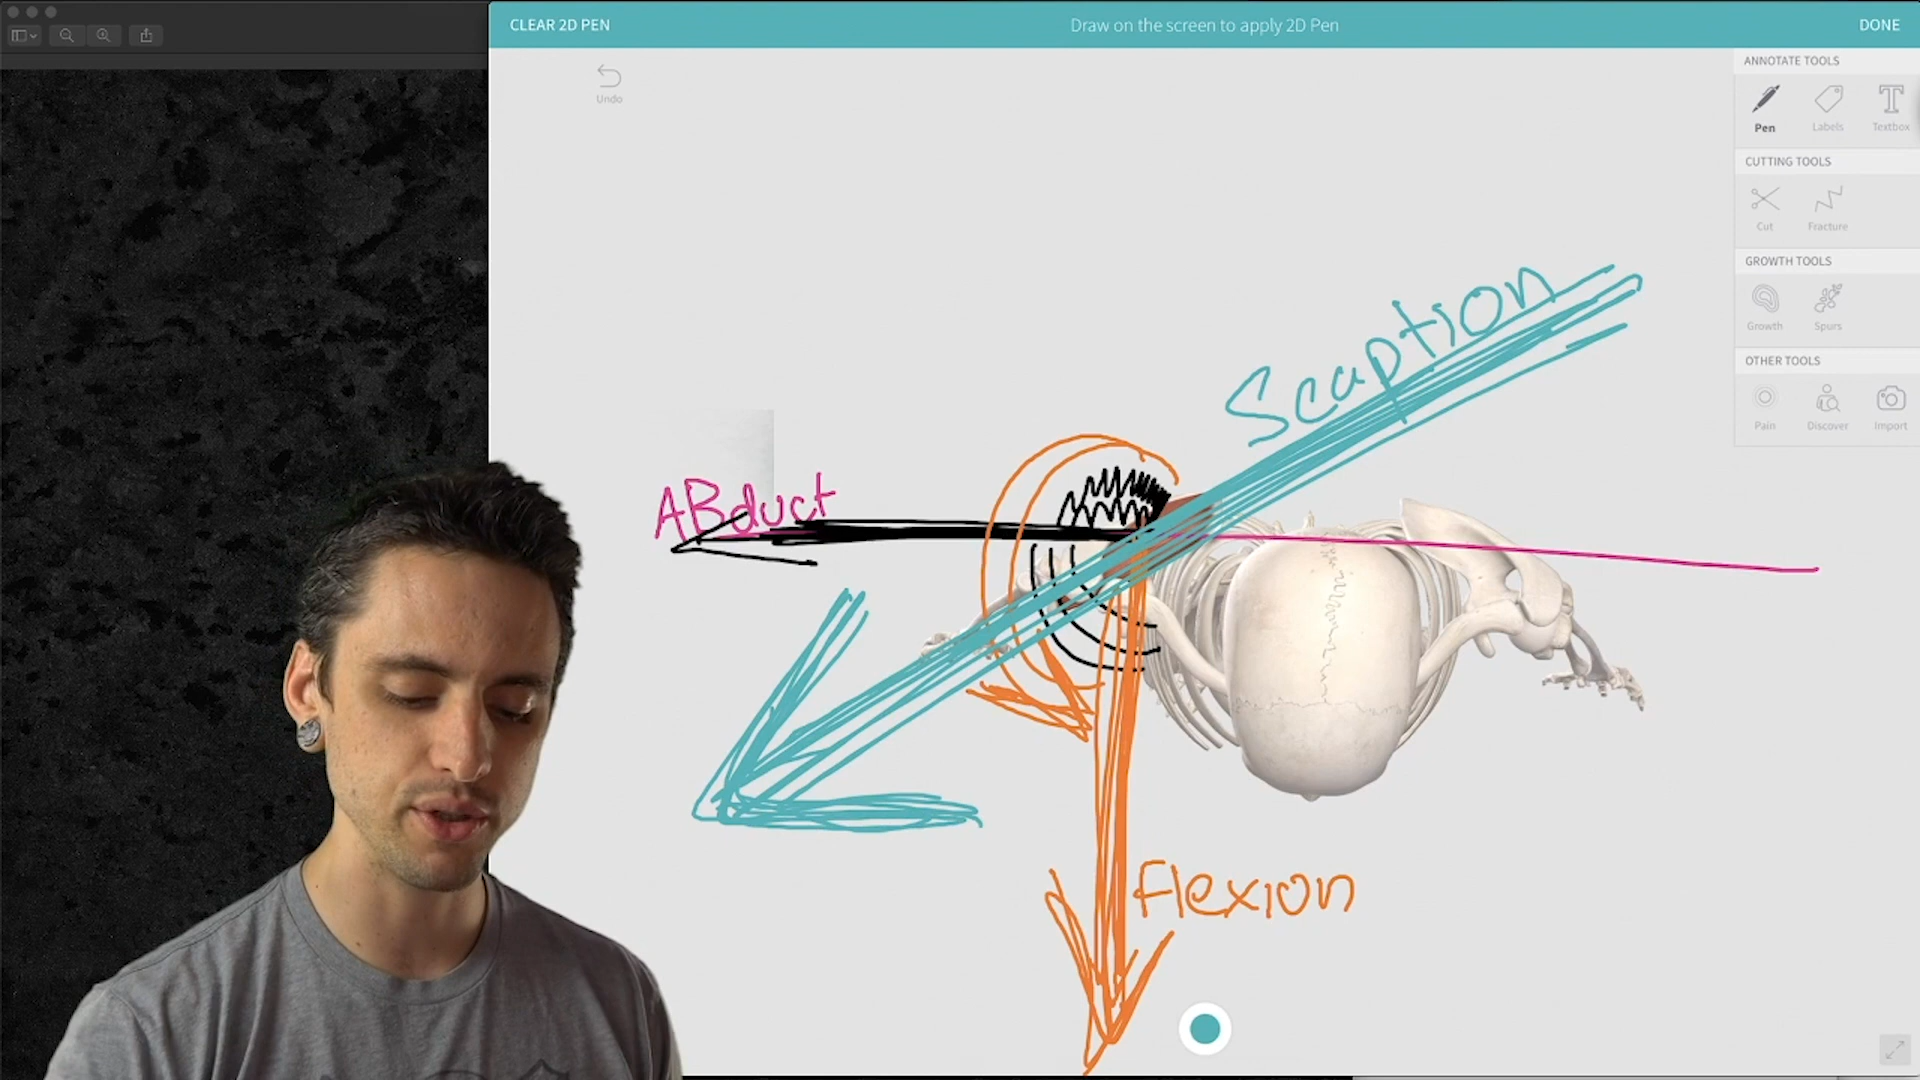 CLEAR 2D PEN
Draw on the screen to apply 2D Pen
DONE
Undo
ANNOTATE TOOLS
Pen
Labels
Textbox
CUTTING TOOLS
Cut
Fracture
GROWTH TOOLS
Growth
Spurs
OTHER TOOLS
Pain
Discover
Import
Scaption
ABduct
Flexion